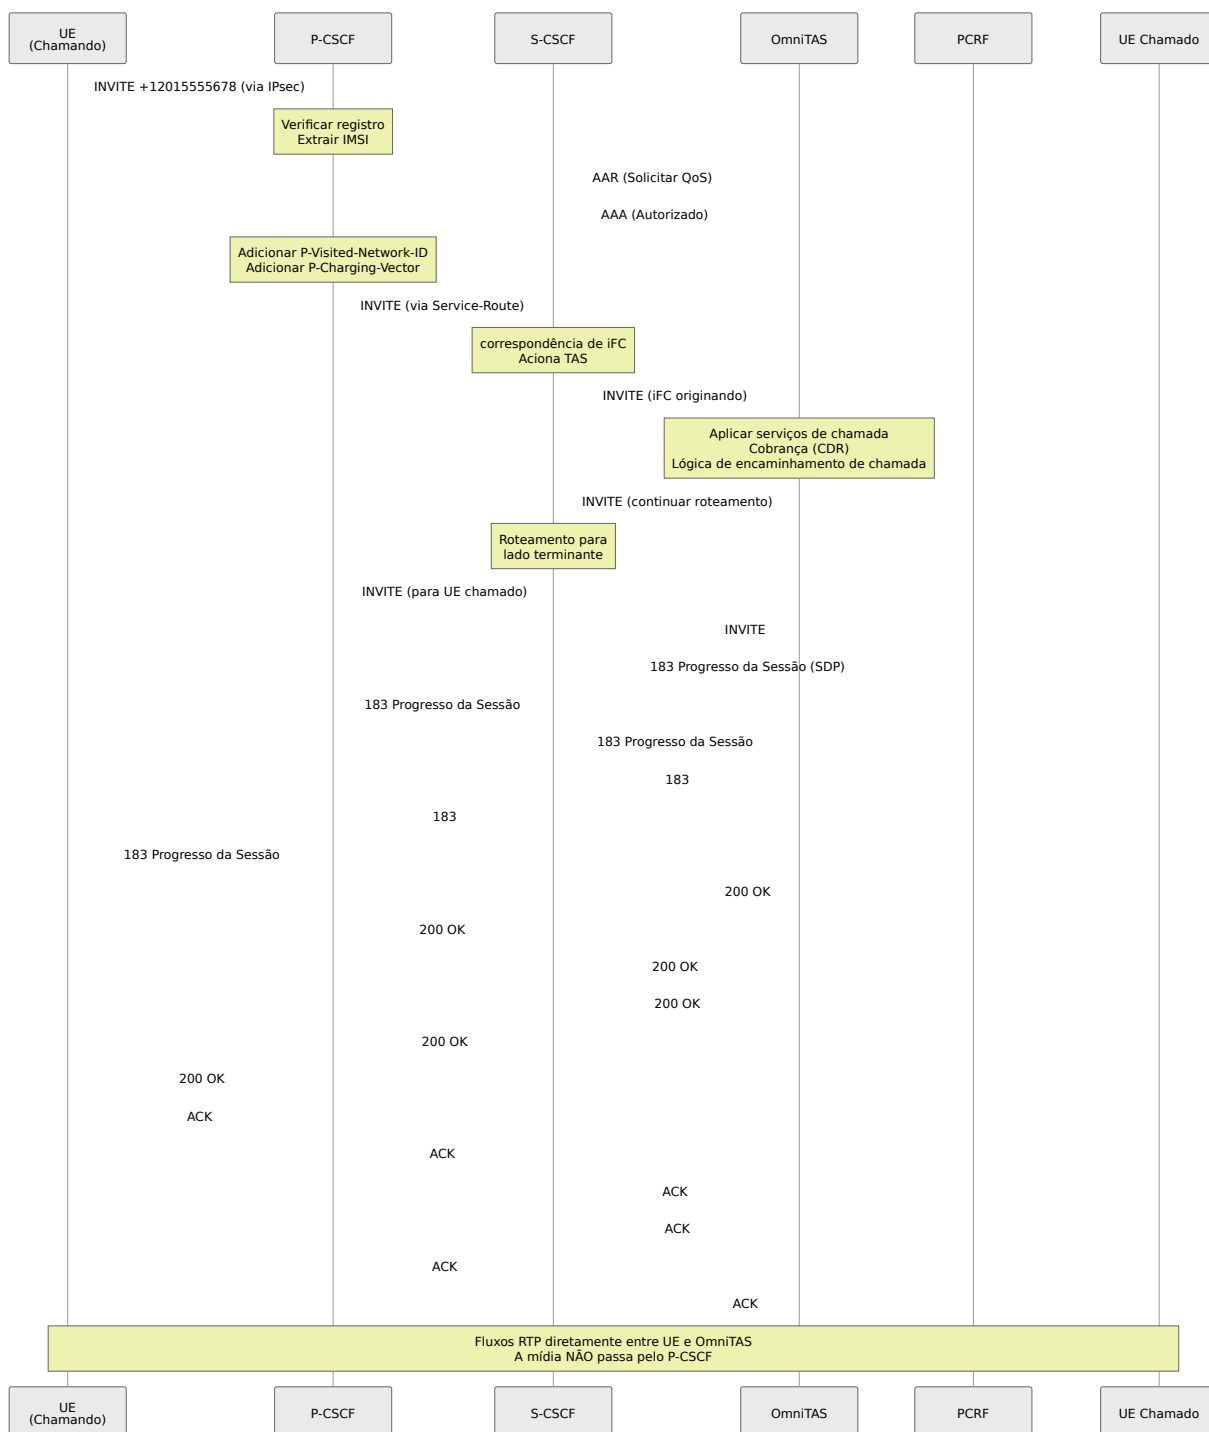 UE
(Chamando)
P-CSCF
S-CSCF
OmniTAS
PCRF
UE Chamado
INVITE +12015555678 (via IPsec)
Verificar registro
Extrair IMSI
AAR (Solicitar QoS)
AAA (Autorizado)
Adicionar P-Visited-Network-ID
Adicionar P-Charging-Vector
INVITE (via Service-Route)
correspondência de iFC
Aciona TAS
INVITE (iFC originando)
Aplicar serviços de chamada
Cobrança (CDR)
Lógica de encaminhamento de chamada
INVITE (continuar roteamento)
Roteamento para
lado terminante
INVITE (para UE chamado)
INVITE
183 Progresso da Sessão (SDP)
183 Progresso da Sessão
183 Progresso da Sessão
183
183
183 Progresso da Sessão
200 OK
200 OK
200 OK
200 OK
200 OK
200 OK
ACK
ACK
ACK
ACK
ACK
ACK
Fluxos RTP diretamente entre UE e OmniTAS
A mídia NÃO passa pelo P-CSCF
UE
(Chamando)
P-CSCF
S-CSCF
OmniTAS
PCRF
UE Chamado